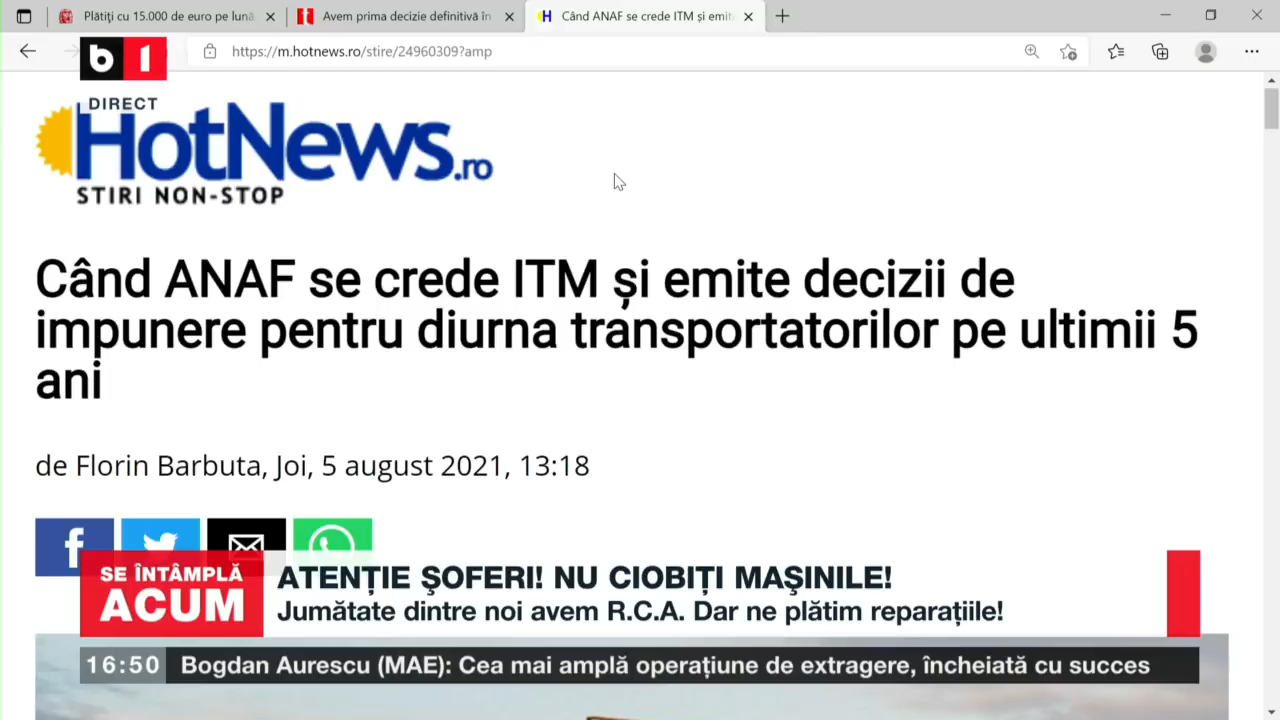 Plătiți cu 15.000 de euro pe lună
Avem prima decizie definitivă în
Când ANAF se crede ITM și emite
https://m.hotnews.ro/stire/24960309?amp
b1
DIRECT
HotNews.ro
STIRI NON-STOP
Când ANAF se crede ITM și emite decizii de
impunere pentru diurna transportatorilor pe ultimii 5
ani
de Florin Barbuta, Joi, 5 august 2021, 13:18
SE ÎNTÂMPLĂ
ACUM
ATENȚIE ŞOFERI! NU CIOBIȚI MAŞINILE!
Jumătate dintre noi avem R.C.A. Dar ne plătim reparațiile!
16:50 Bogdan Aurescu (MAE): Cea mai amplă operațiune de extragere, încheiată cu succes